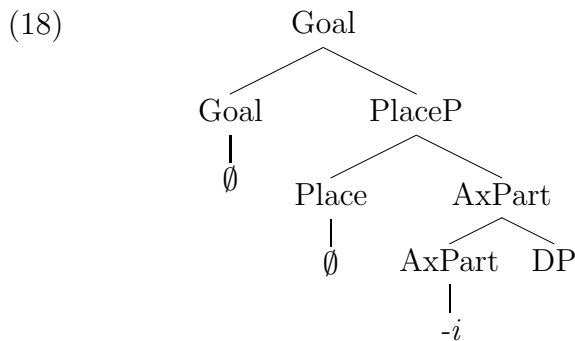 (18) Goal
Goal PlaceP
∅ Place AxPart
∅ AxPart DP
-i